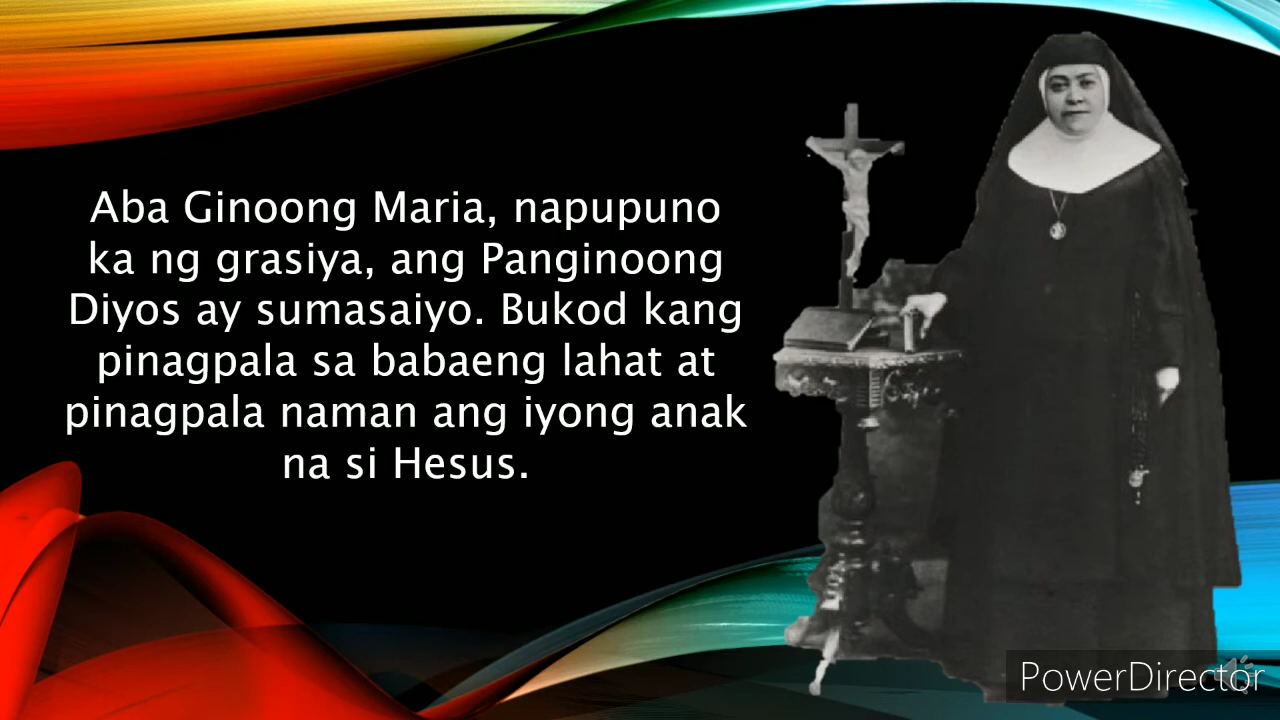 Aba Ginoong Maria, napupuno
ka ng grasiya, ang Panginoong
Diyos ay sumasaiyo. Bukod kang
pinagpala sa babaeng lahat at
pinagpala naman ang iyong anak
na si Hesus.
PowerDirector